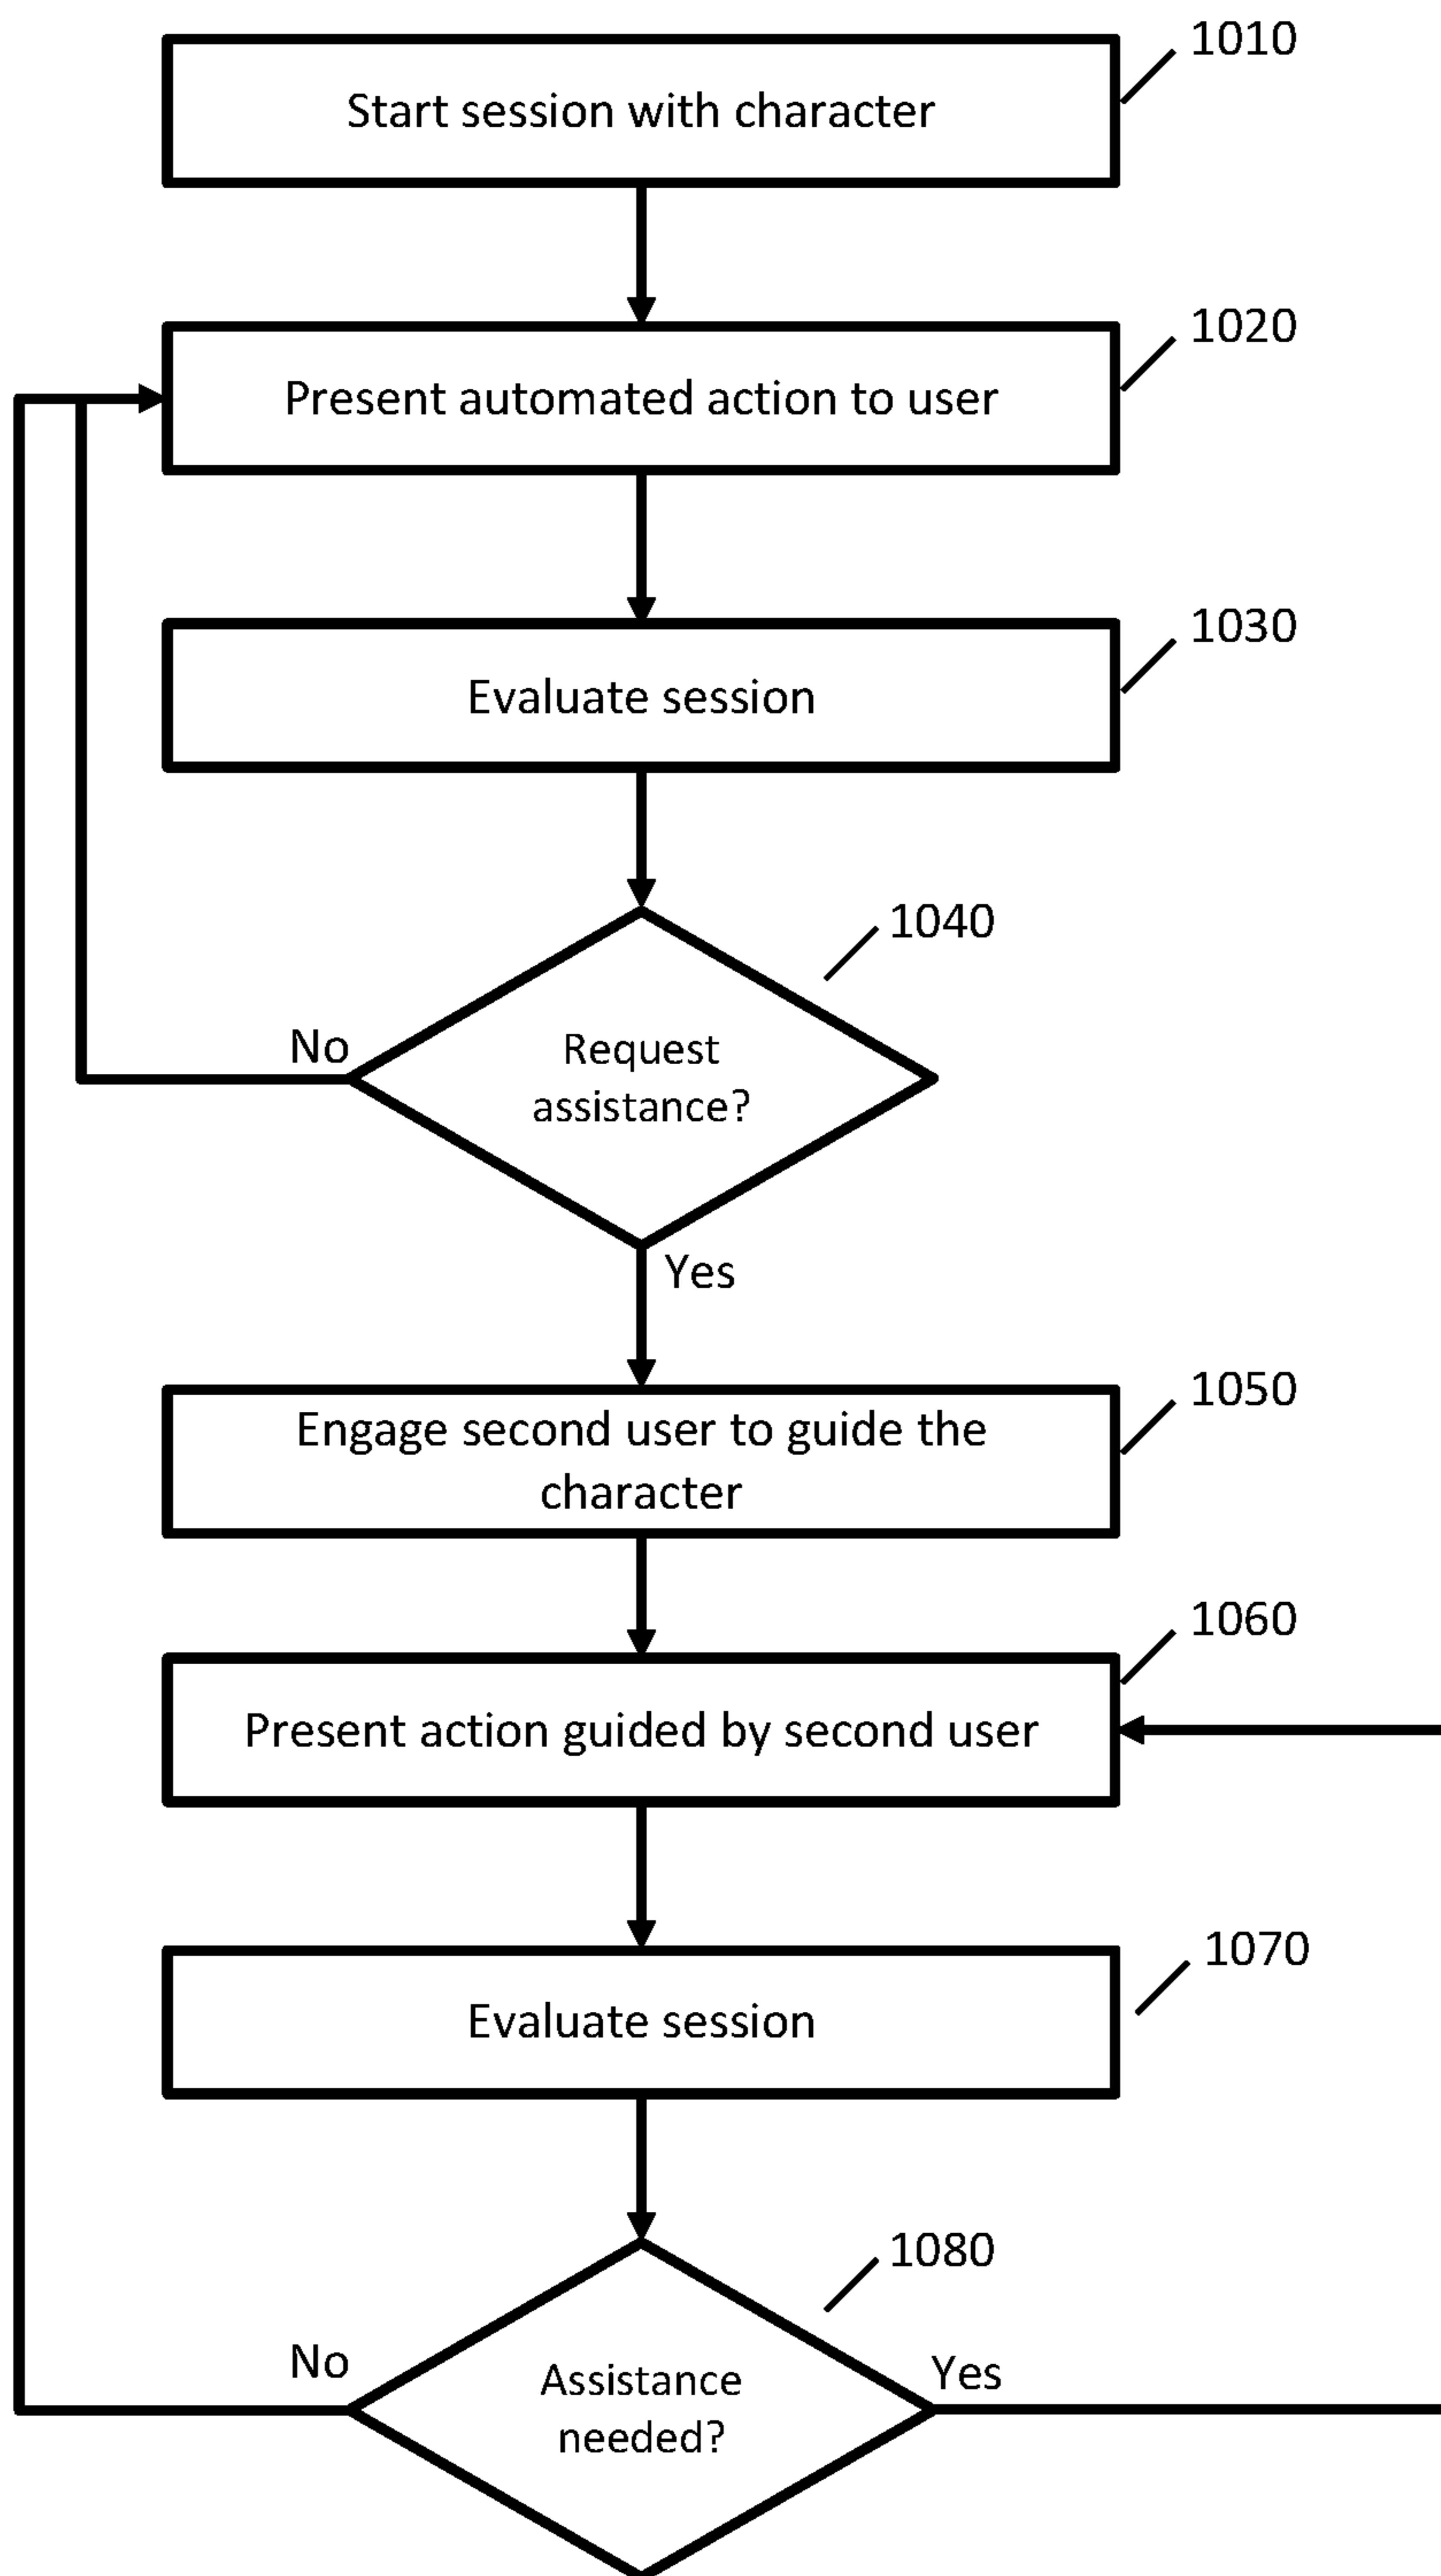 1010
Start session with character
1020
Present automated action to user
1030
Evaluate session
1040
No
Request
assistance?
Yes
1050
Engage second user to guide the
character
1060
Present action guided by second user
1070
Evaluate session
1080
No
Yes
Assistance
needed?